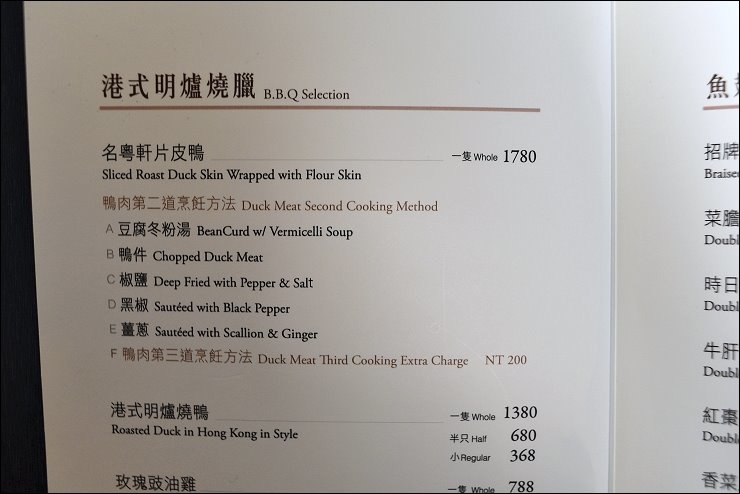 港式明爐燒臘 B.B.Q Selection
名粵軒片皮鴨 一隻 Whole 1780
Sliced Roast Duck Skin Wrapped with Flour Skin
鴨肉第二道烹飪方法 Duck Meat Second Cooking Method
A 豆腐冬粉湯 BeanCurd w/ Vermicelli Soup
B 鴨件 Chopped Duck Meat
C 椒鹽 Deep Fried with Pepper & Salt
D 黑椒 Sautéed with Black Pepper
E 薑蔥 Sautéed with Scallion & Ginger
F 鴨肉第三道烹飪方法 Duck Meat Third Cooking Extra Charge NT 200
港式明爐燒鴨 一隻 Whole 1380
Roasted Duck in Hong Kong in Style 半只 Half 680
小 Regular 368
玫瑰豉油雞 一隻 Whole 788
魚
招牌
Braise
菜膽
Doubl
時日
Doubl
牛肝
Doubl
紅棗
Doubl
香菜